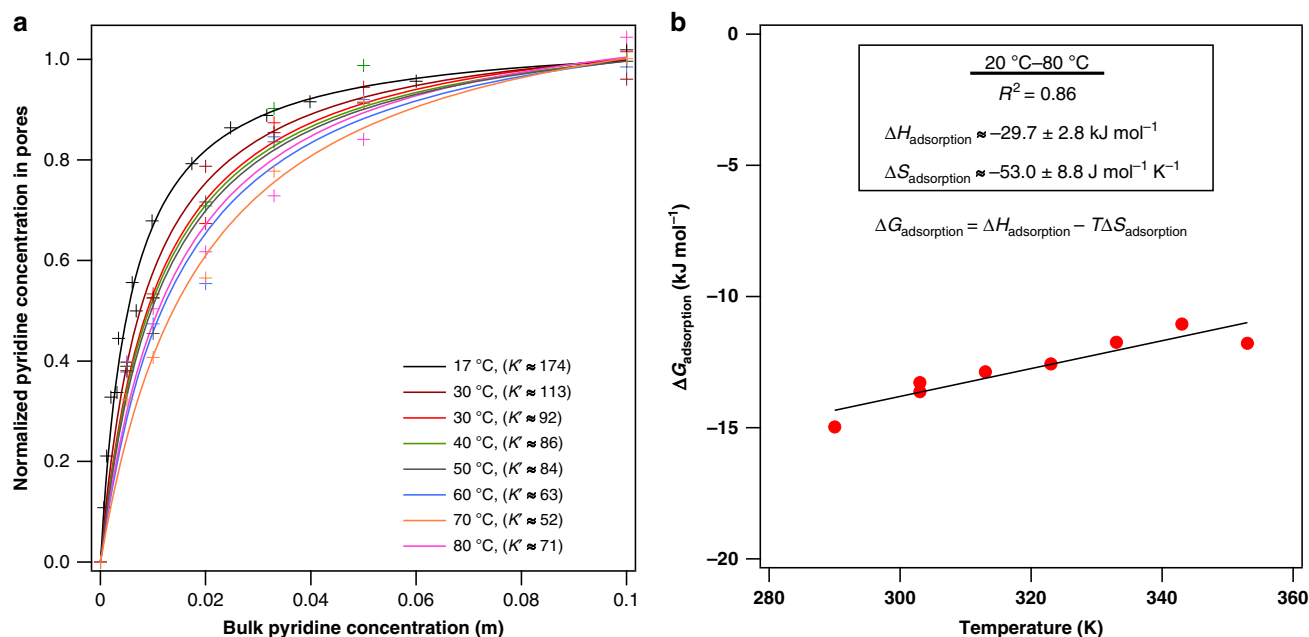 a
Normalized pyridine concentration in pores
1.0
0.8
0.6
0.4
0.2
0.0
17 °C, (K′ ≈ 174)
30 °C, (K′ ≈ 113)
30 °C, (K′ ≈ 92)
40 °C, (K′ ≈ 86)
50 °C, (K′ ≈ 84)
60 °C, (K′ ≈ 63)
70 °C, (K′ ≈ 52)
80 °C, (K′ ≈ 71)
0 0.02 0.04 0.06 0.08 0.1
Bulk pyridine concentration (m)
b
ΔGadsorption (kJ mol⁻¹)
0
−5
−10
−15
−20
20 °C–80 °C
R² = 0.86
ΔHadsorption ≈ −29.7 ± 2.8 kJ mol⁻¹
ΔSadsorption ≈ −53.0 ± 8.8 J mol⁻¹ K⁻¹
ΔGadsorption = ΔHadsorption − TΔSadsorption
280 300 320 340 360
Temperature (K)